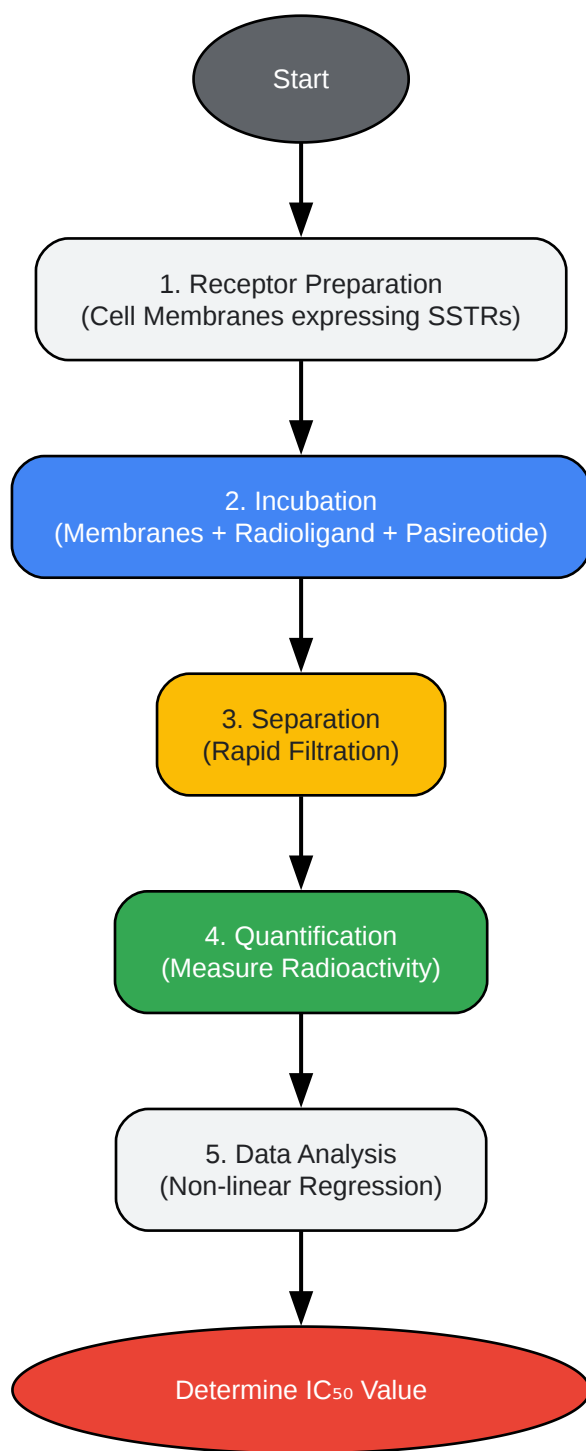 Start
1. Receptor Preparation
(Cell Membranes expressing SSTRs)
2. Incubation
(Membranes + Radioligand + Pasireotide)
3. Separation
(Rapid Filtration)
4. Quantification
(Measure Radioactivity)
5. Data Analysis
(Non-linear Regression)
Determine IC₅₀ Value